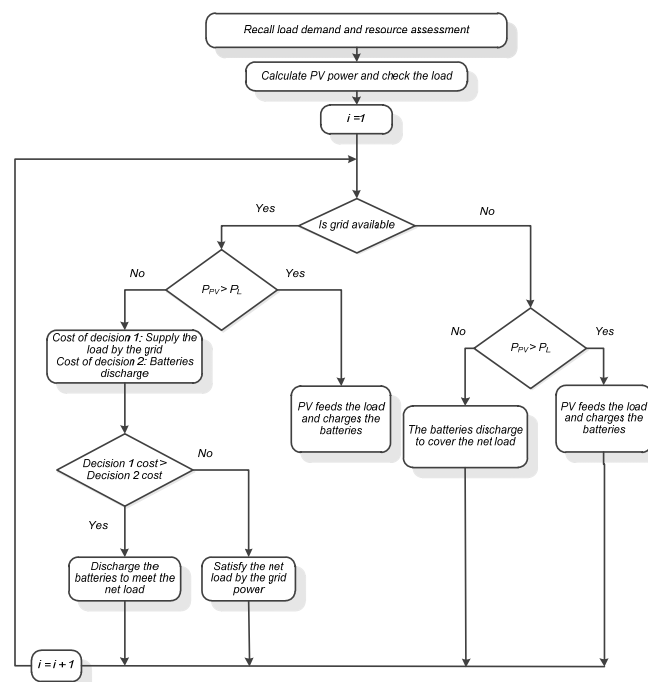 Recall load demand and resource assessment
Calculate PV power and check the load
i =1
Is grid available
Yes
No
P_PV > P_L
No
Yes
Cost of decision 1: Supply the
load by the grid
Cost of decision 2: Batteries
discharge
PV feeds the load
and charges the
batteries
P_PV > P_L
No
Yes
The batteries discharge
to cover the net load
PV feeds the load
and charges the
batteries
Decision 1 cost >
Decision 2 cost
No
Yes
Discharge the
batteries to meet the
net load
Satisfy the net
load by the grid
power
i = i + 1